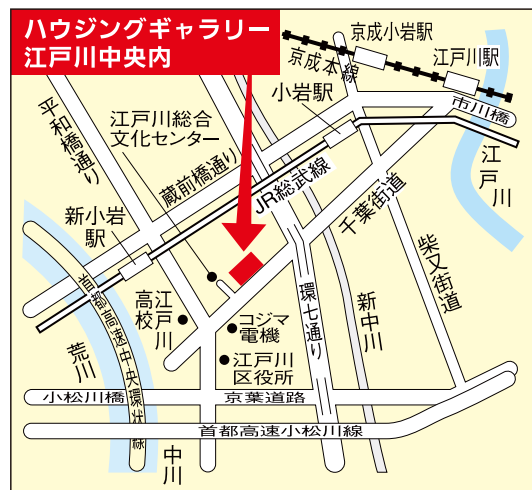 ハウジングギャラリー
江戸川中央内
京成小岩駅
江戸川駅
京成本線
小岩駅
市川橋
江戸川
平和橋通り
江戸川総合
文化センター
蔵前橋通り
JR総武線
千葉街道
柴又街道
新小岩
駅
首都高速中央環状線
江戸川
高校
コジマ
電機
江戸川
区役所
環七通り
新中川
荒川
小松川橋
京葉道路
首都高速小松川線
中川